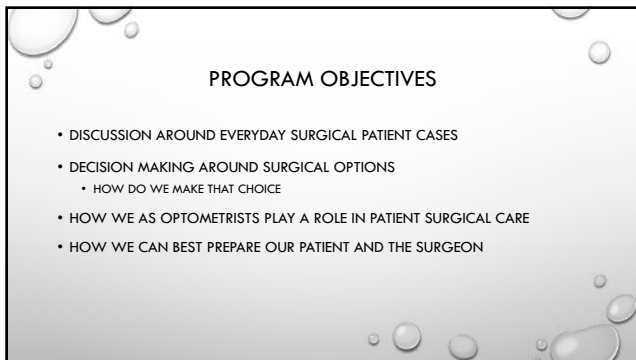 PROGRAM OBJECTIVES
• DISCUSSION AROUND EVERYDAY SURGICAL PATIENT CASES
• DECISION MAKING AROUND SURGICAL OPTIONS
• HOW DO WE MAKE THAT CHOICE
• HOW WE AS OPTOMETRISTS PLAY A ROLE IN PATIENT SURGICAL CARE
• HOW WE CAN BEST PREPARE OUR PATIENT AND THE SURGEON